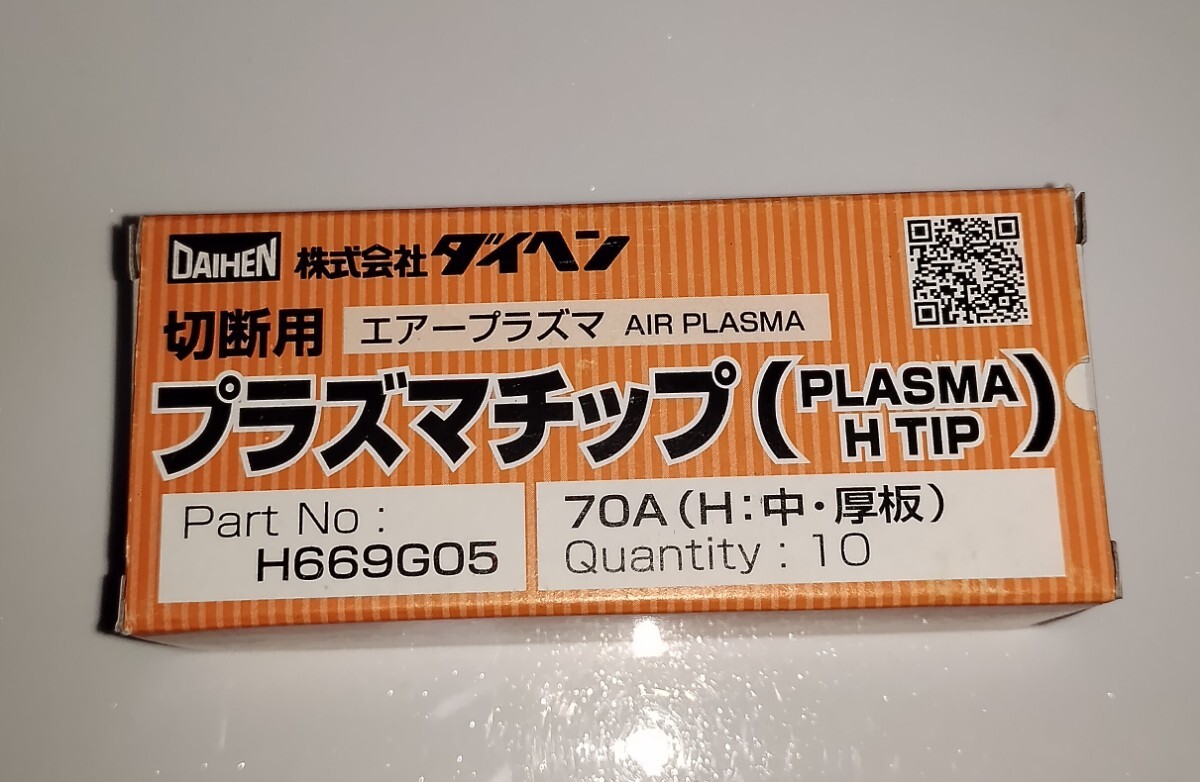 DAIHEN 株式会社ダイヘン
切断用 エアープラズマ AIR PLASMA
プラズマチップ(PLASMA H TIP)
Part No :
H669G05
70A(H:中・厚板)
Quantity : 10